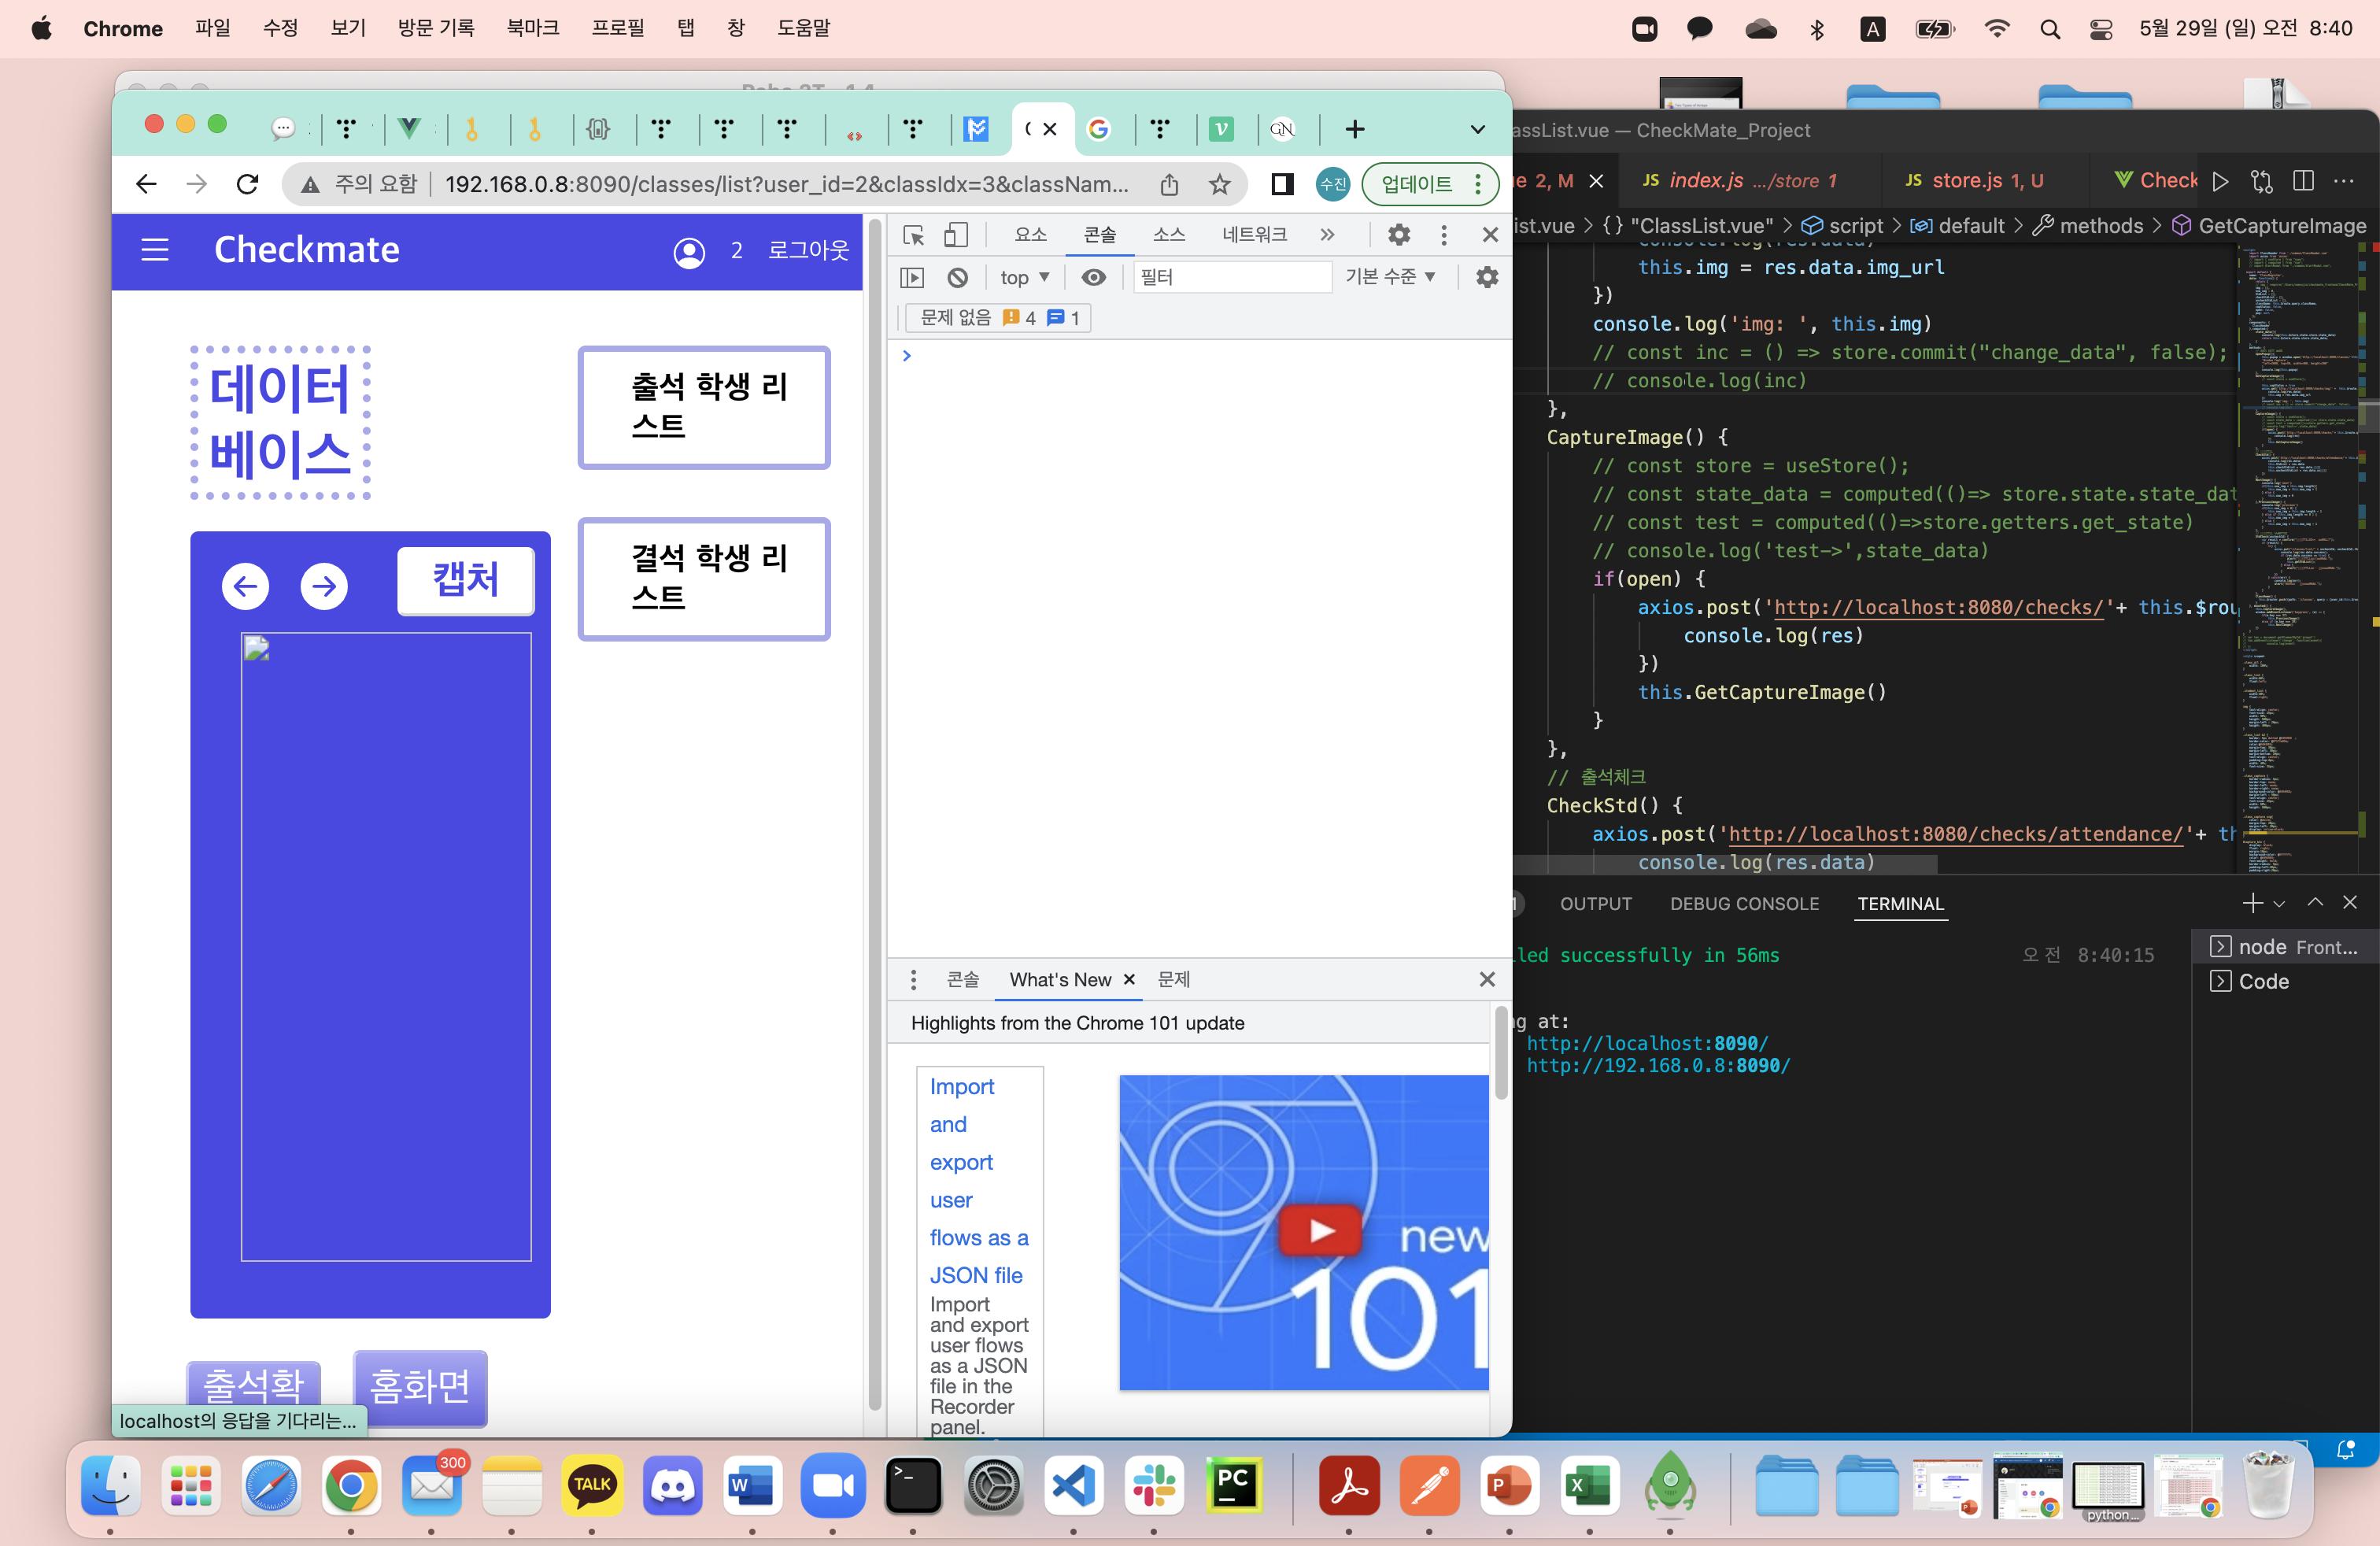 Chrome 파일 수정 보기 방문 기록 북마크 프로필 탭 창 도움말
A 5월 29일 (일) 오전 8:40
주의 요함 192.168.0.8:8090/classes/list?user_id=2&classIdx=3&classNam...
수진 업데이트
Checkmate 2 로그아웃
데이터
베이스
출석 학생 리
스트
결석 학생 리
스트
캡처
출석확
홈화면
localhost의 응답을 기다리는...
요소 콘솔 소스 네트워크
top ▼ 필터 기본 수준 ▼
문제 없음 4 1
콘솔 What's New 문제
Highlights from the Chrome 101 update
Import
and
export
user
flows as a
JSON file
Import
and export
user flows
as a JSON
file in the
Recorder
panel.
new
101
assList.vue — CheckMate_Project
e 2, M JS index.js .../store 1 JS store.js 1, U Check
ist.vue > {} "ClassList.vue" > script > default > methods > GetCaptureImage
console.log(res.data)
this.img = res.data.img_url
})
console.log('img: ', this.img)
// const inc = () => store.commit("change_data", false);
// console.log(inc)
},
CaptureImage() {
// const store = useStore();
// const state_data = computed(()=> store.state.state_dat
// const test = computed(()=>store.getters.get_state)
// console.log('test->',state_data)
if(open) {
axios.post('http://localhost:8080/checks/'+ this.$rou
console.log(res)
})
this.GetCaptureImage()
}
},
// 출석체크
CheckStd() {
axios.post('http://localhost:8080/checks/attendance/'+ th
console.log(res.data)
OUTPUT DEBUG CONSOLE TERMINAL
led successfully in 56ms 오전 8:40:15
g at:
http://localhost:8090/
http://192.168.0.8:8090/
node Front...
Code
300
TALK
W
PC
P
X
python...